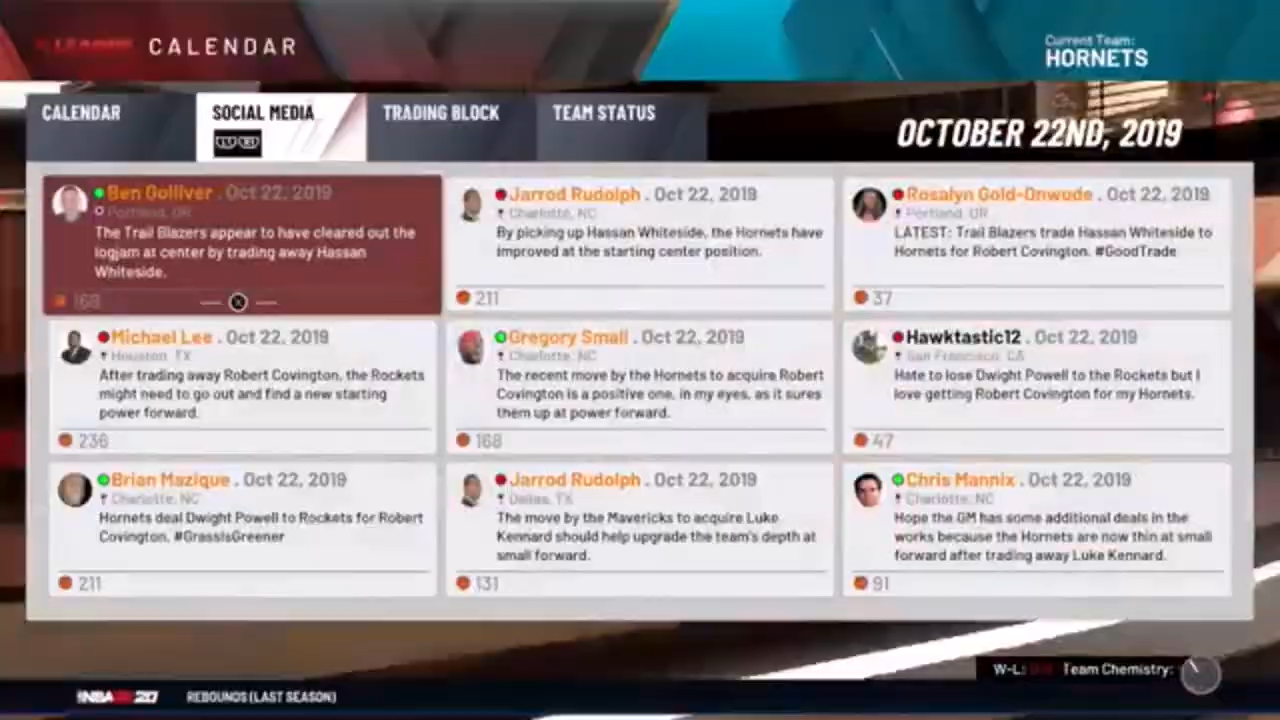 CALENDAR
Current Team:
HORNETS
CALENDAR
SOCIAL MEDIA
TRADING BLOCK
TEAM STATUS
OCTOBER 22ND, 2019
Ben Golliver . Oct 22, 2019
Portland, OR
The Trail Blazers appear to have cleared out the
logjam at center by trading away Hassan
Whiteside.
168
Jarrod Rudolph . Oct 22, 2019
Charlotte, NC
By picking up Hassan Whiteside, the Hornets have
improved at the starting center position.
211
Rosalyn Gold-Onwude . Oct 22, 2019
Portland, OR
LATEST: Trail Blazers trade Hassan Whiteside to
Hornets for Robert Covington. #GoodTrade
37
Michael Lee . Oct 22, 2019
Houston, TX
After trading away Robert Covington, the Rockets
might need to go out and find a new starting
power forward.
236
Gregory Small . Oct 22, 2019
Charlotte, NC
The recent move by the Hornets to acquire Robert
Covington is a positive one, in my eyes, as it sures
them up at power forward.
168
Hawktastic12 . Oct 22, 2019
San Francisco, CA
Hate to lose Dwight Powell to the Rockets but I
love getting Robert Covington for my Hornets.
47
Brian Mazique . Oct 22, 2019
Charlotte, NC
Hornets deal Dwight Powell to Rockets for Robert
Covington. #GrassIsGreener
211
Jarrod Rudolph . Oct 22, 2019
Dallas, TX
The move by the Mavericks to acquire Luke
Kennard should help upgrade the team's depth at
small forward.
131
Chris Mannix . Oct 22, 2019
Charlotte, NC
Hope the GM has some additional deals in the
works because the Hornets are now thin at small
forward after trading away Luke Kennard.
91
W-L: Team Chemistry:
NBA 2K20
REBOUNDS (LAST SEASON)